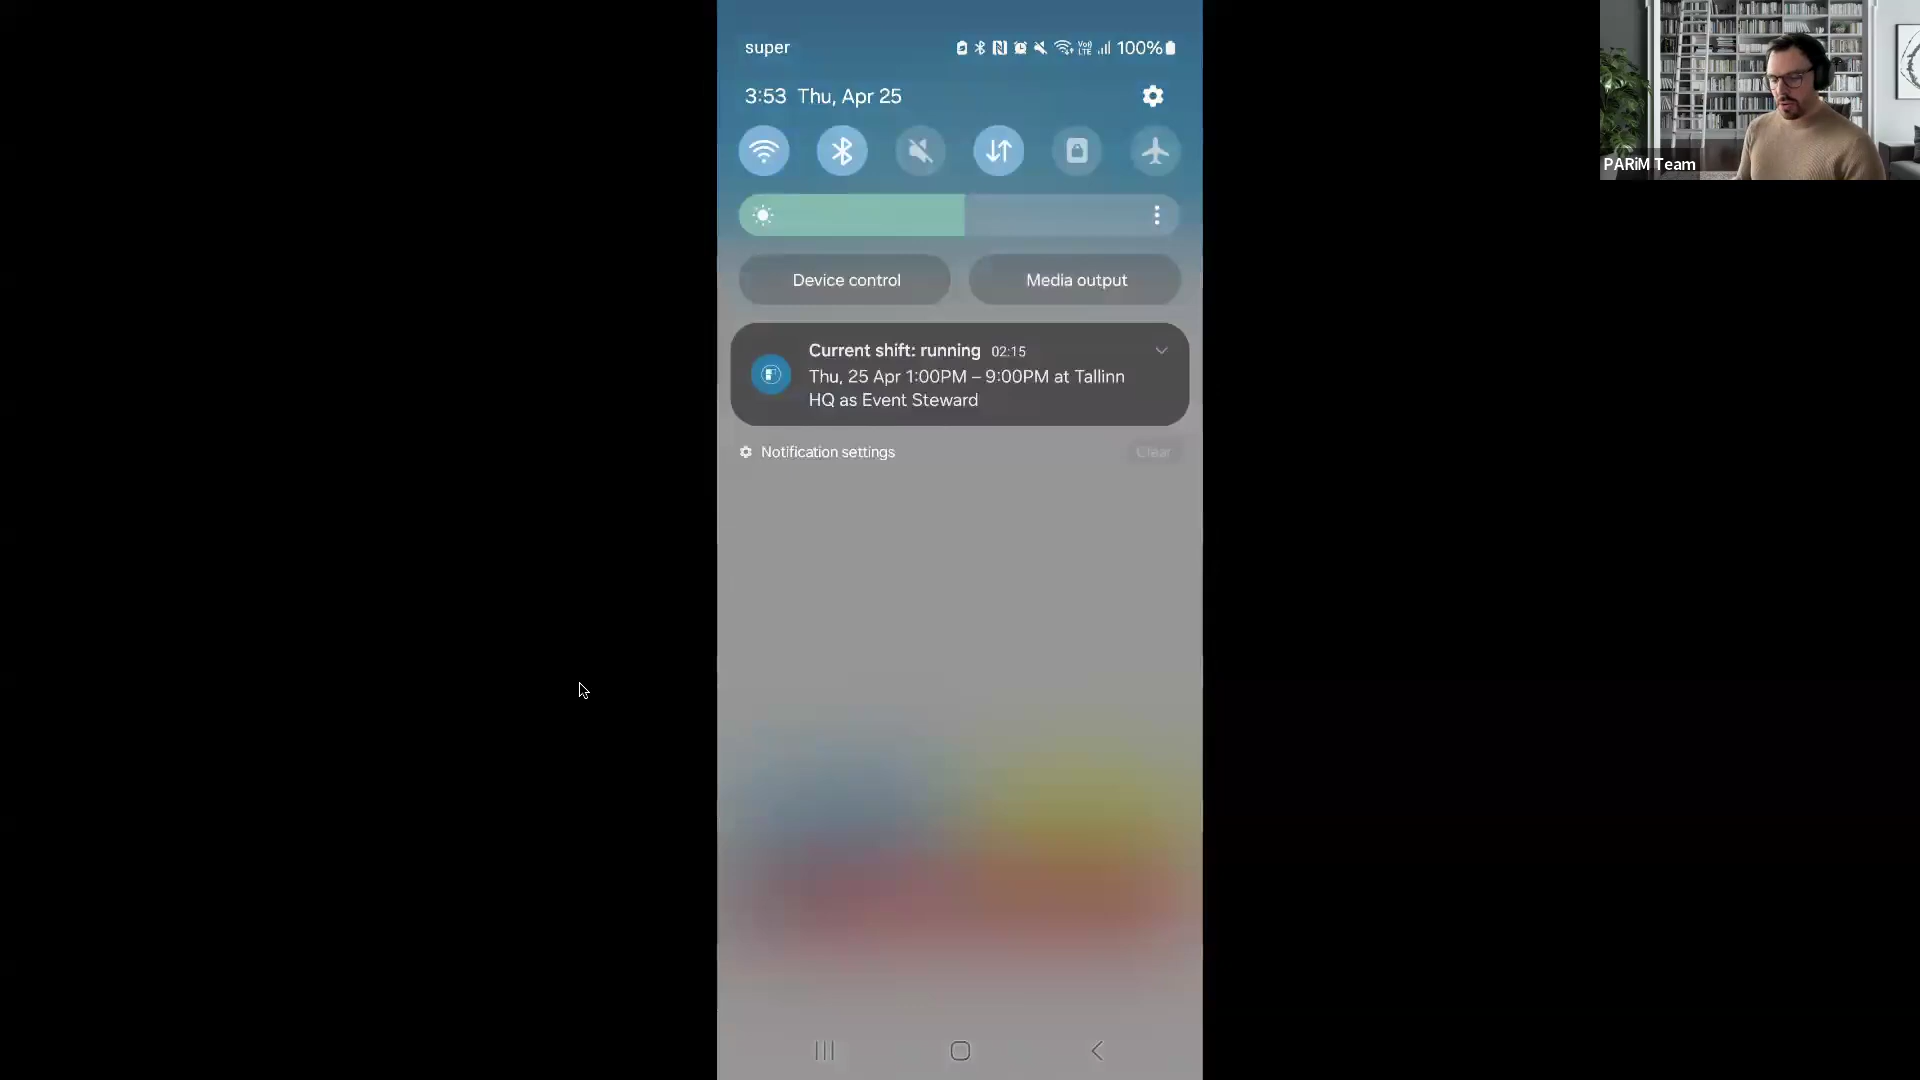 super
100%
PARiM Team
3:53 Thu, Apr 25
Device control
Media output
Current shift: running 02:15
Thu, 25 Apr 1:00PM – 9:00PM at Tallinn
HQ as Event Steward
Notification settings
Clear